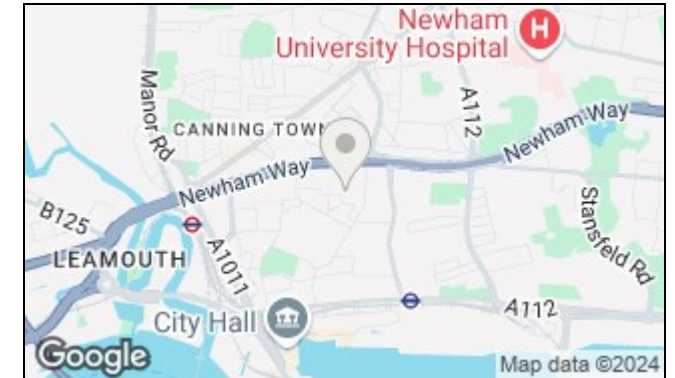 Newham
University Hospital
H
Manor Rd
A112
CANNING TOWN
Newham Way
Newham Way
B125
Stansfeld Rd
LEAMOUTH
A1011
A112
City Hall
Google
Map data ©2024